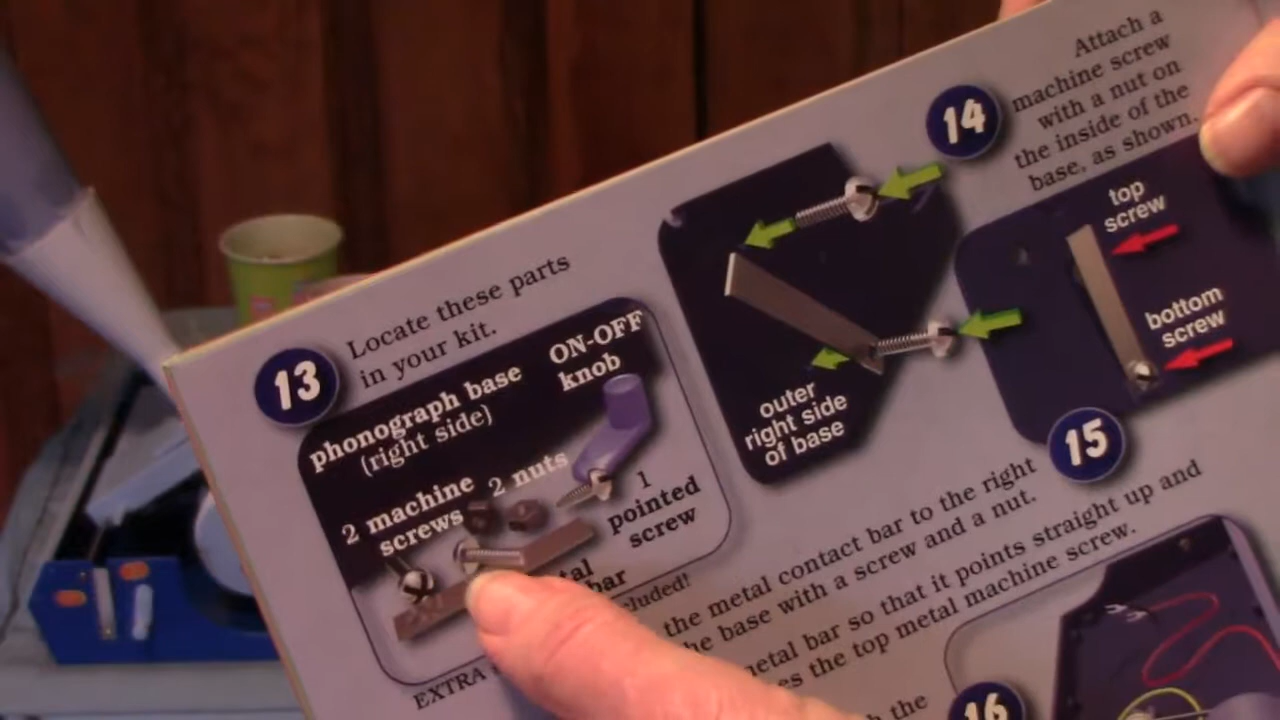 13
Locate these parts
in your kit.
phonograph base
(right side)
ON-OFF
knob
2 machine
screws
2 nuts
1
pointed
screw
bar
EXTRA
14
Attach a
machine screw
with a nut on
the inside of the
base, as shown.
outer
right side
of base
top
screw
bottom
screw
15
the metal contact bar to the right
base with a screw and a nut.
bar so that it points straight up and
the top metal machine screw.
16
the